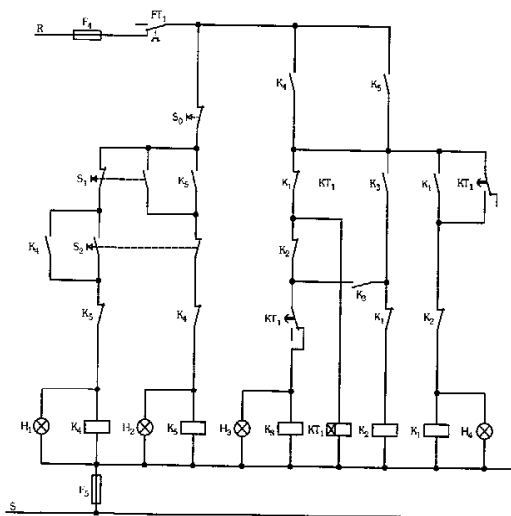 R F₄ FT₁
K₄ K₅
S₀
S₁ K₅ K₁ KT₁ K₃ K₁ KT₁
K₄ S₂ K₂
K₃
K₅ K₄ KT₁ K₁ K₂
H₁ K₄ H₂ K₅ H₃ K₃ KT₁ K₂ K₁ H₄
F₅
S